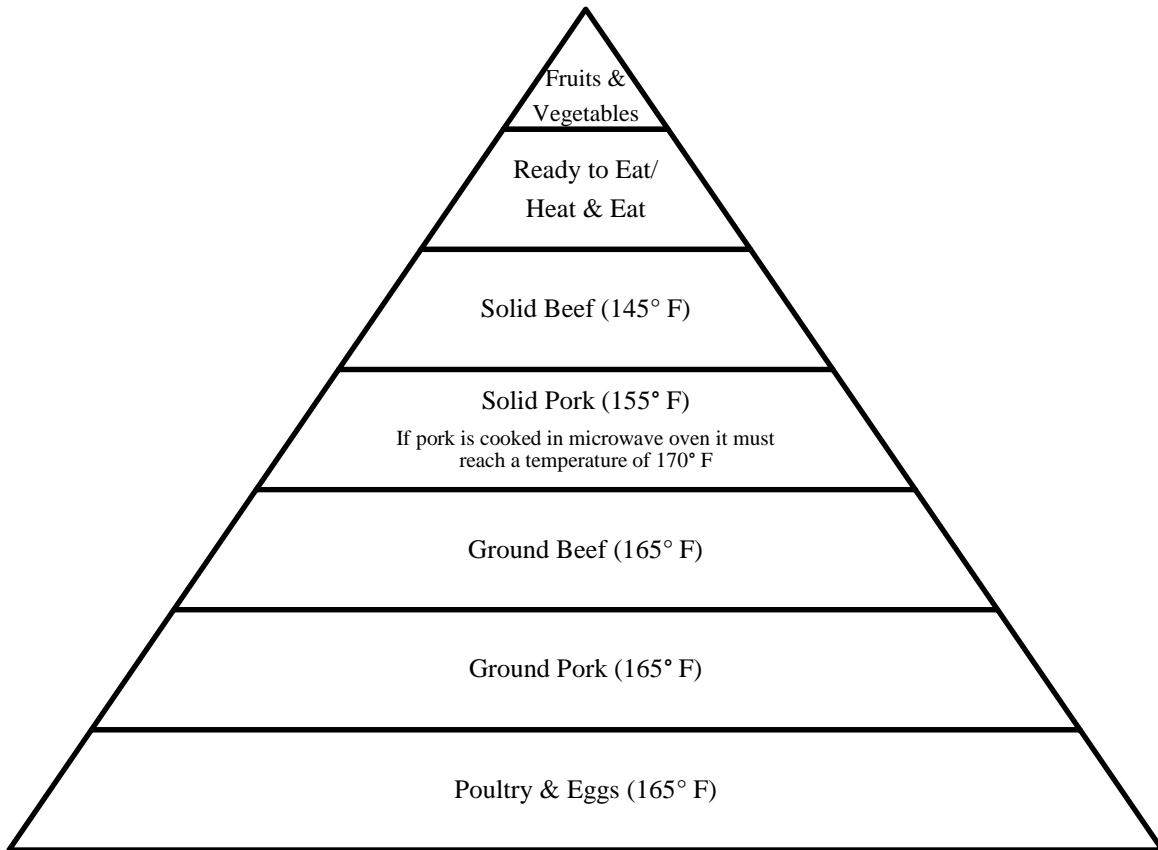 Fruits &
Vegetables
Ready to Eat/
Heat & Eat
Solid Beef (145° F)
Solid Pork (155° F)
If pork is cooked in microwave oven it must
reach a temperature of 170° F
Ground Beef (165° F)
Ground Pork (165° F)
Poultry & Eggs (165° F)